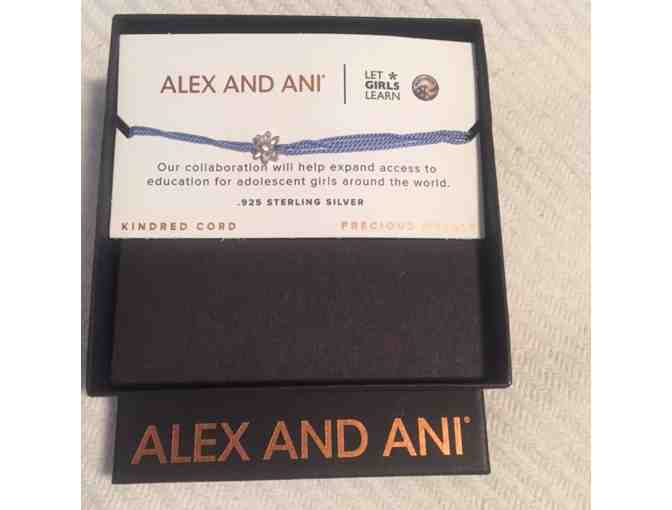 ALEX AND ANI®
LET *
GIRLS
LEARN
Our collaboration will help expand access to
education for adolescent girls around the world.
.925 STERLING SILVER
KINDRED CORD
PRECIOUS
ALEX AND ANI®